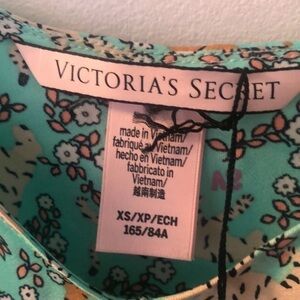 VICTORIA'S SECRET
made in Vietnam/
fabriqué au Vietnam/
hecho en Vietnam/
fabbricato in
Vietnam/
越南制造
XS/XP/ECH
165/84A